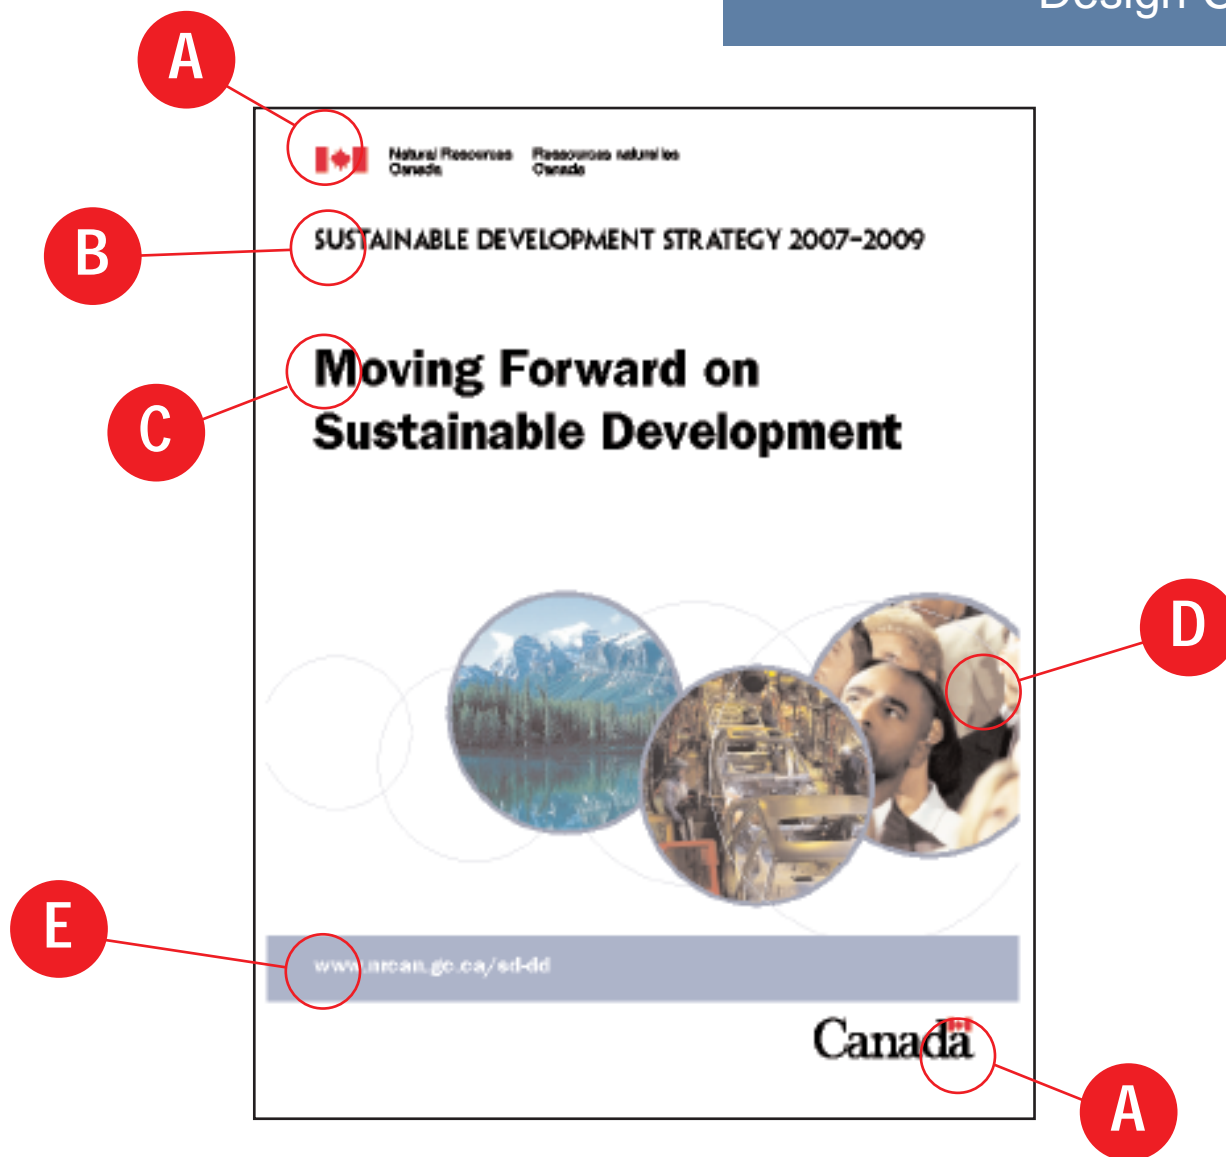 Design
A
Natural Resources Ressources naturelles
Canada Canada
B
SUSTAINABLE DEVELOPMENT STRATEGY 2007-2009
C
Moving Forward on
Sustainable Development
D
E
www.nrcan.gc.ca/sd-dd
Canada
A